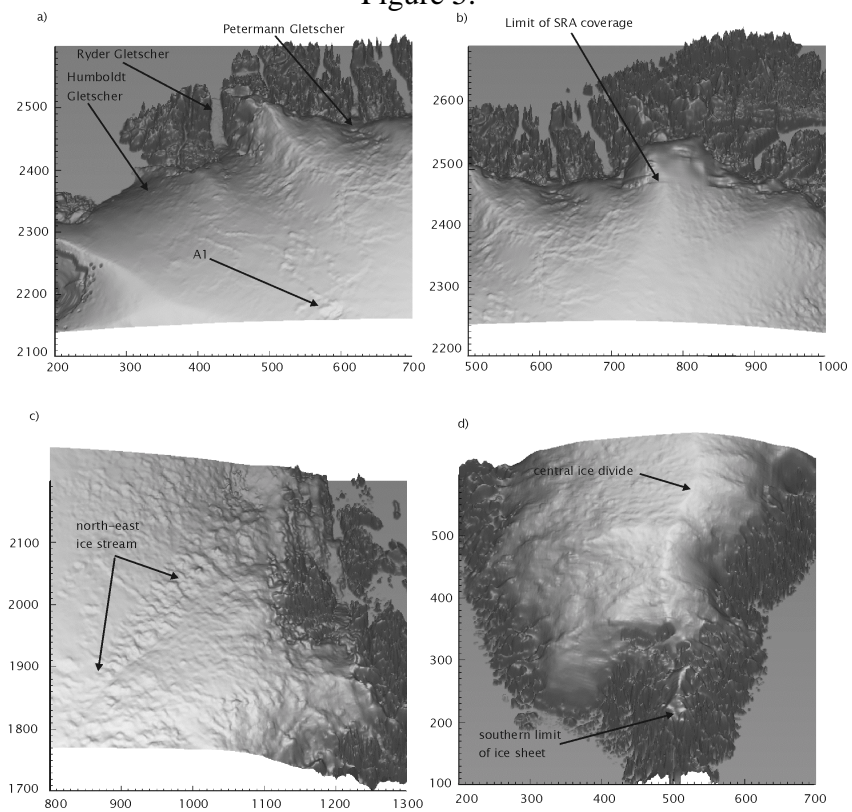 Figure 3.
a)
Petermann Gletscher
Ryder Gletscher
Humboldt
Gletscher
A1
2500
2400
2300
2200
2100
200 300 400 500 600 700
b)
Limit of SRA coverage
2600
2500
2400
2300
2200
500 600 700 800 900 1000
c)
north-east
ice stream
2100
2000
1900
1800
1700
800 900 1000 1100 1200 1300
d)
central ice divide
southern limit
of ice sheet
500
400
300
200
100
200 300 400 500 600 700